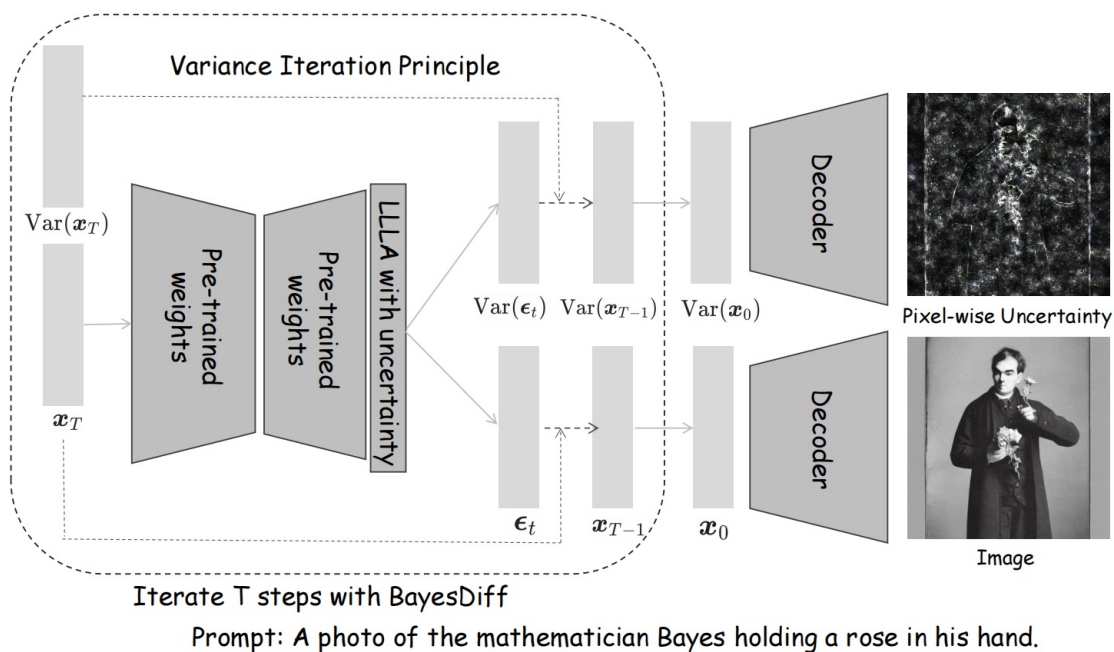 Variance Iteration Principle
Var(𝒙_T)
𝒙_T
Pre-trained
weights
Pre-trained
weights
LLLA with uncertainty
Var(𝝐_t)
Var(𝒙_{T−1})
Var(𝒙_0)
𝝐_t
𝒙_{T−1}
𝒙_0
Decoder
Pixel-wise Uncertainty
Decoder
Image
Iterate T steps with BayesDiff
Prompt: A photo of the mathematician Bayes holding a rose in his hand.